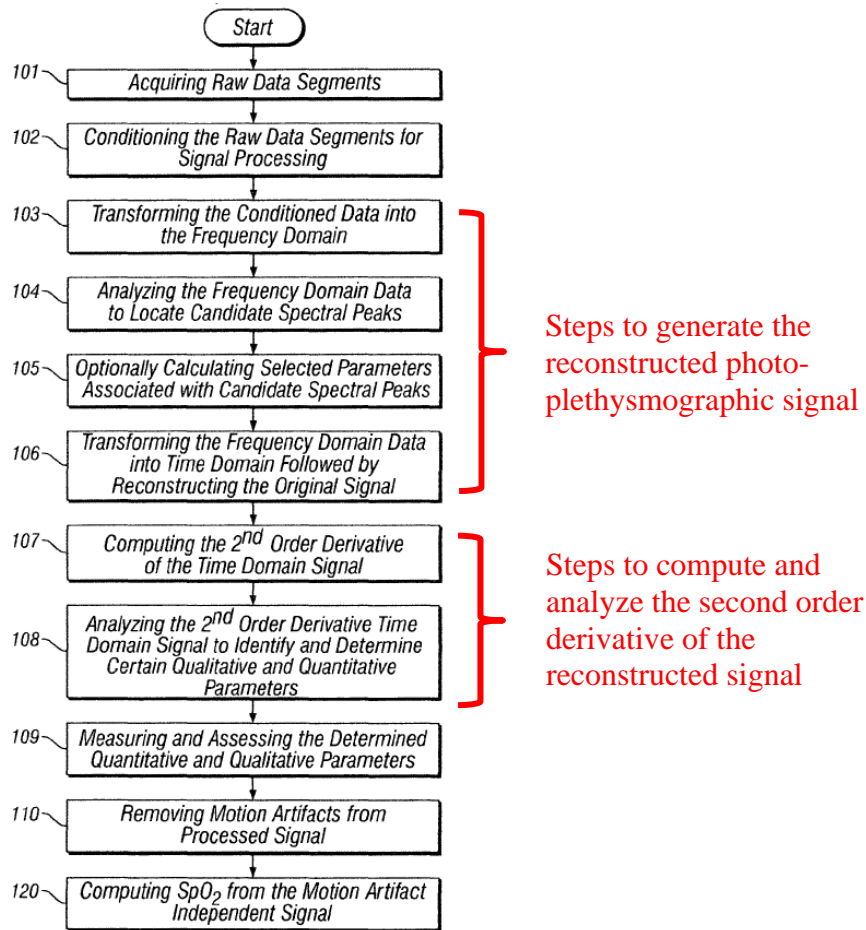 Start
101
Acquiring Raw Data Segments
102
Conditioning the Raw Data Segments for
Signal Processing
103
Transforming the Conditioned Data into
the Frequency Domain
104
Analyzing the Frequency Domain Data
to Locate Candidate Spectral Peaks
105
Optionally Calculating Selected Parameters
Associated with Candidate Spectral Peaks
106
Transforming the Frequency Domain Data
into Time Domain Followed by
Reconstructing the Original Signal
Steps to generate the
reconstructed photo-
plethysmographic signal
107
Computing the 2nd Order Derivative
of the Time Domain Signal
108
Analyzing the 2nd Order Derivative Time
Domain Signal to Identify and Determine
Certain Qualitative and Quantitative
Parameters
Steps to compute and
analyze the second order
derivative of the
reconstructed signal
109
Measuring and Assessing the Determined
Quantitative and Qualitative Parameters
110
Removing Motion Artifacts from
Processed Signal
120
Computing SpO2 from the Motion Artifact
Independent Signal